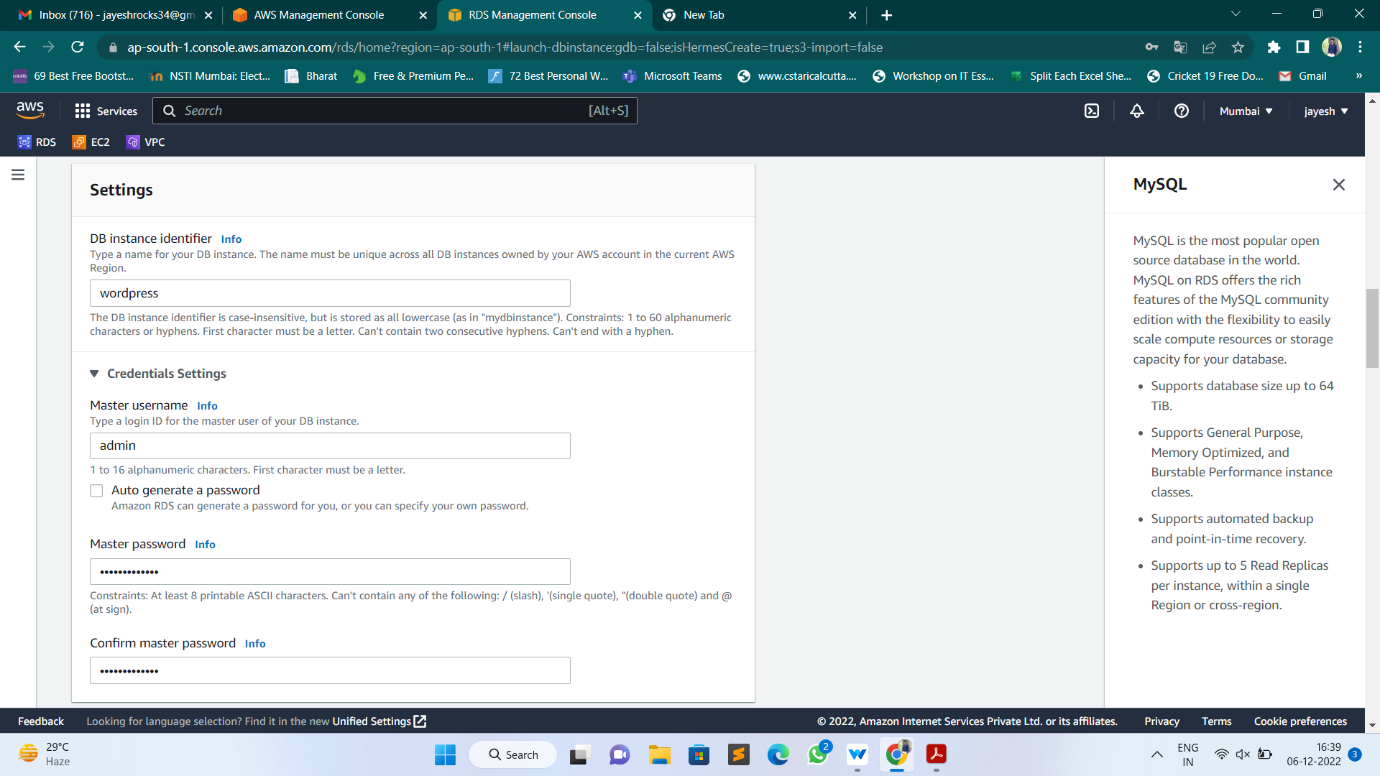 Inbox (716) - jayeshrocks34@gm
AWS Management Console
RDS Management Console
New Tab
ap-south-1.console.aws.amazon.com/rds/home?region=ap-south-1#launch-dbinstance:gdb=false;isHermesCreate=true;s3-import=false
69 Best Free Bootst...
NSTI Mumbai: Elect...
Bharat
Free & Premium Pe...
72 Best Personal W...
Microsoft Teams
www.cstaricalcutta....
Workshop on IT Ess...
Split Each Excel She...
Cricket 19 Free Do...
Gmail
»
aws
Services
Search
[Alt+S]
Mumbai
jayesh
RDS
EC2
VPC
Settings
DB instance identifier Info
Type a name for your DB instance. The name must be unique across all DB instances owned by your AWS account in the current AWS
Region.
wordpress
The DB instance identifier is case-insensitive, but is stored as all lowercase (as in "mydbinstance"). Constraints: 1 to 60 alphanumeric
characters or hyphens. First character must be a letter. Can't contain two consecutive hyphens. Can't end with a hyphen.
Credentials Settings
Master username Info
Type a login ID for the master user of your DB instance.
admin
1 to 16 alphanumeric characters. First character must be a letter.
Auto generate a password
Amazon RDS can generate a password for you, or you can specify your own password.
Master password Info
•••••••••••••
Constraints: At least 8 printable ASCII characters. Can't contain any of the following: / (slash), '(single quote), "(double quote) and @
(at sign).
Confirm master password Info
•••••••••••••
MySQL
MySQL is the most popular open
source database in the world.
MySQL on RDS offers the rich
features of the MySQL community
edition with the flexibility to easily
scale compute resources or storage
capacity for your database.
• Supports database size up to 64
TiB.
• Supports General Purpose,
Memory Optimized, and
Burstable Performance instance
classes.
• Supports automated backup
and point-in-time recovery.
• Supports up to 5 Read Replicas
per instance, within a single
Region or cross-region.
Feedback
Looking for language selection? Find it in the new Unified Settings
© 2022, Amazon Internet Services Private Ltd. or its affiliates.
Privacy
Terms
Cookie preferences
29°C
Haze
Search
2
ENG
IN
16:39
06-12-2022
3